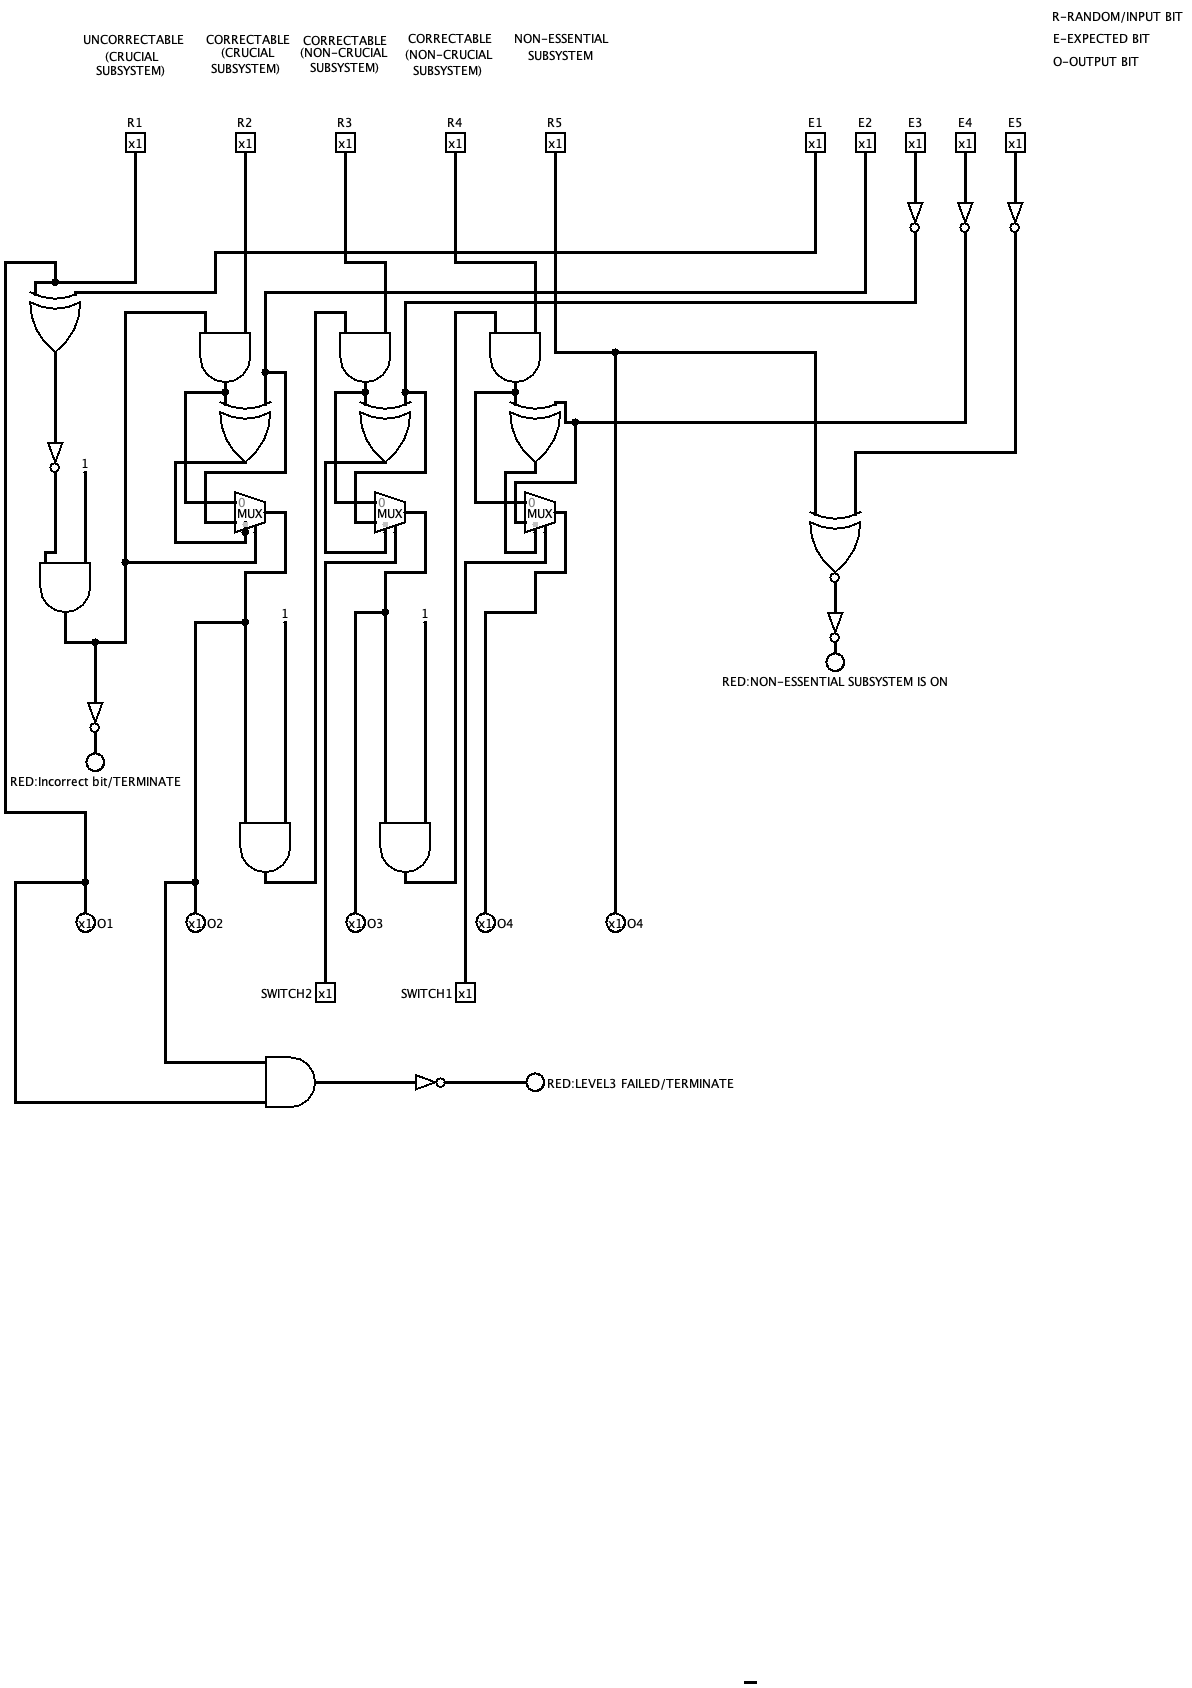 R-RANDOM/INPUT BIT
E-EXPECTED BIT
O-OUTPUT BIT
UNCORRECTABLE
(CRUCIAL
SUBSYSTEM)
CORRECTABLE
(CRUCIAL
SUBSYSTEM)
CORRECTABLE
(NON-CRUCIAL
SUBSYSTEM)
CORRECTABLE
(NON-CRUCIAL
SUBSYSTEM)
NON-ESSENTIAL
SUBSYSTEM
R1
x1
R2
x1
R3
x1
R4
x1
R5
x1
E1
x1
E2
x1
E3
x1
E4
x1
E5
x1
1
0
MUX
0
MUX
0
MUX
1
1
RED:NON-ESSENTIAL SUBSYSTEM IS ON
RED:Incorrect bit/TERMINATE
x1 O1
x1 O2
x1 O3
x1 O4
x1 O4
SWITCH2 x1
SWITCH1 x1
RED:LEVEL3 FAILED/TERMINATE